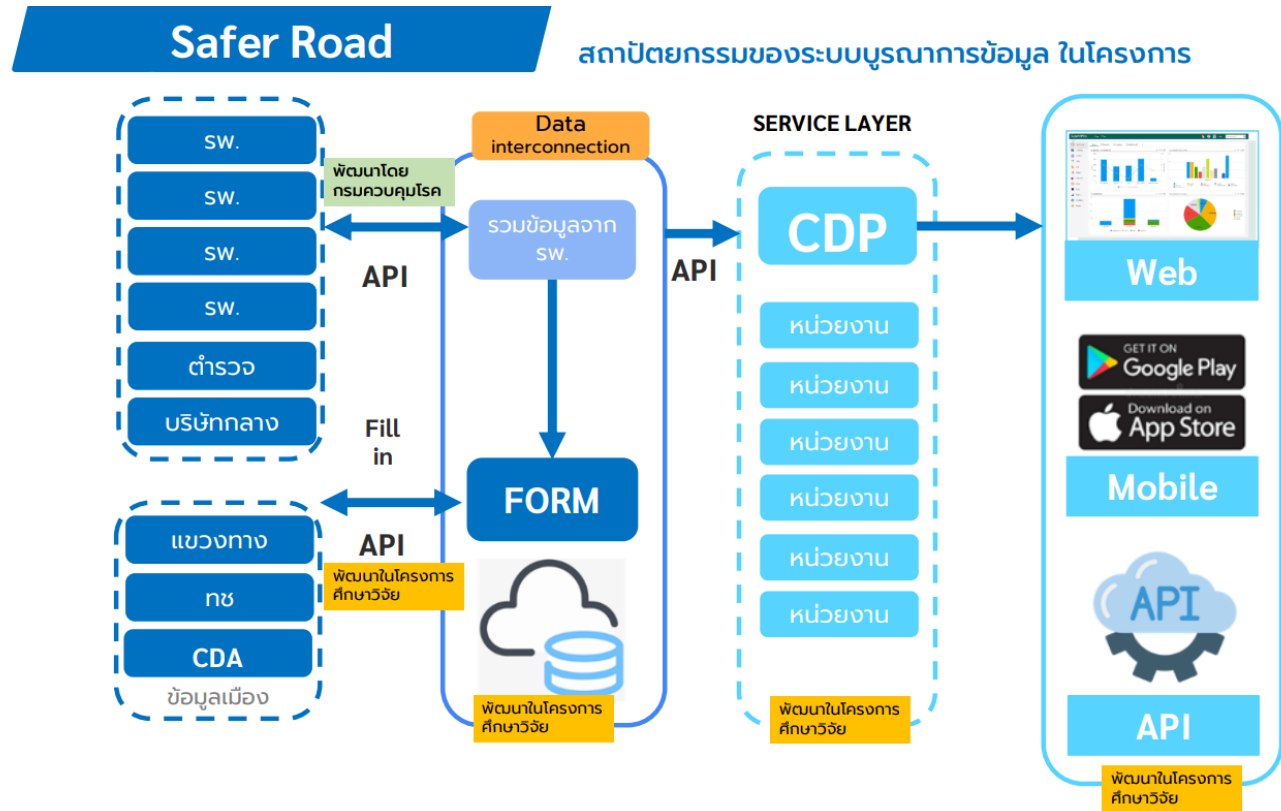 Safer Road
สถาปัตยกรรมของระบบบูรณาการข้อมูล ในโครงการ
รพ.
รพ.
รพ.
รพ.
ตำรวจ
บริษัทกลาง
แขวงทาง
ทช
CDA
ข้อมูลเมือง
พัฒนาโดย
กรมควบคุมโรค
API
Fill
in
API
พัฒนาในโครงการ
ศึกษาวิจัย
Data
interconnection
รวมข้อมูลจาก
รพ.
FORM
พัฒนาในโครงการ
ศึกษาวิจัย
API
SERVICE LAYER
CDP
หน่วยงาน
หน่วยงาน
หน่วยงาน
หน่วยงาน
หน่วยงาน
หน่วยงาน
พัฒนาในโครงการ
ศึกษาวิจัย
Web
GET IT ON
Google Play
Download on
App Store
Mobile
API
API
พัฒนาในโครงการ
ศึกษาวิจัย